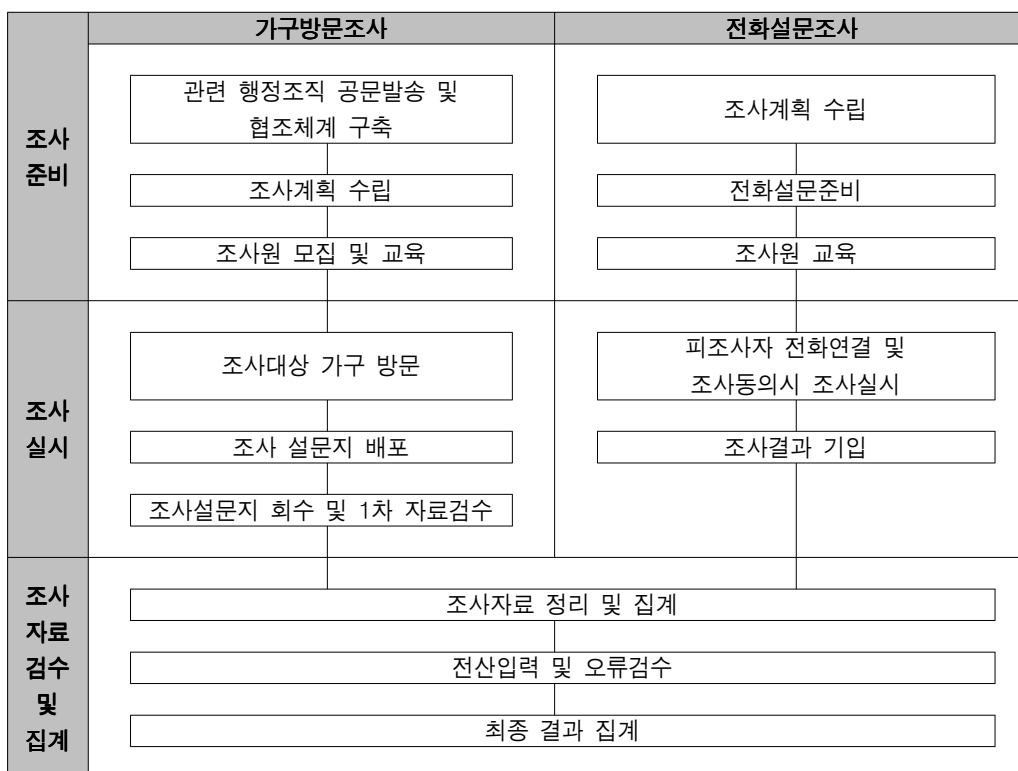 가구방문조사
전화설문조사
조사
준비
관련 행정조직 공문발송 및
협조체계 구축
조사계획 수립
조사원 모집 및 교육
조사계획 수립
전화설문준비
조사원 교육
조사
실시
조사대상 가구 방문
조사 설문지 배포
조사설문지 회수 및 1차 자료검수
피조사자 전화연결 및
조사동의시 조사실시
조사결과 기입
조사
자료
검수
및
집계
조사자료 정리 및 집계
전산입력 및 오류검수
최종 결과 집계